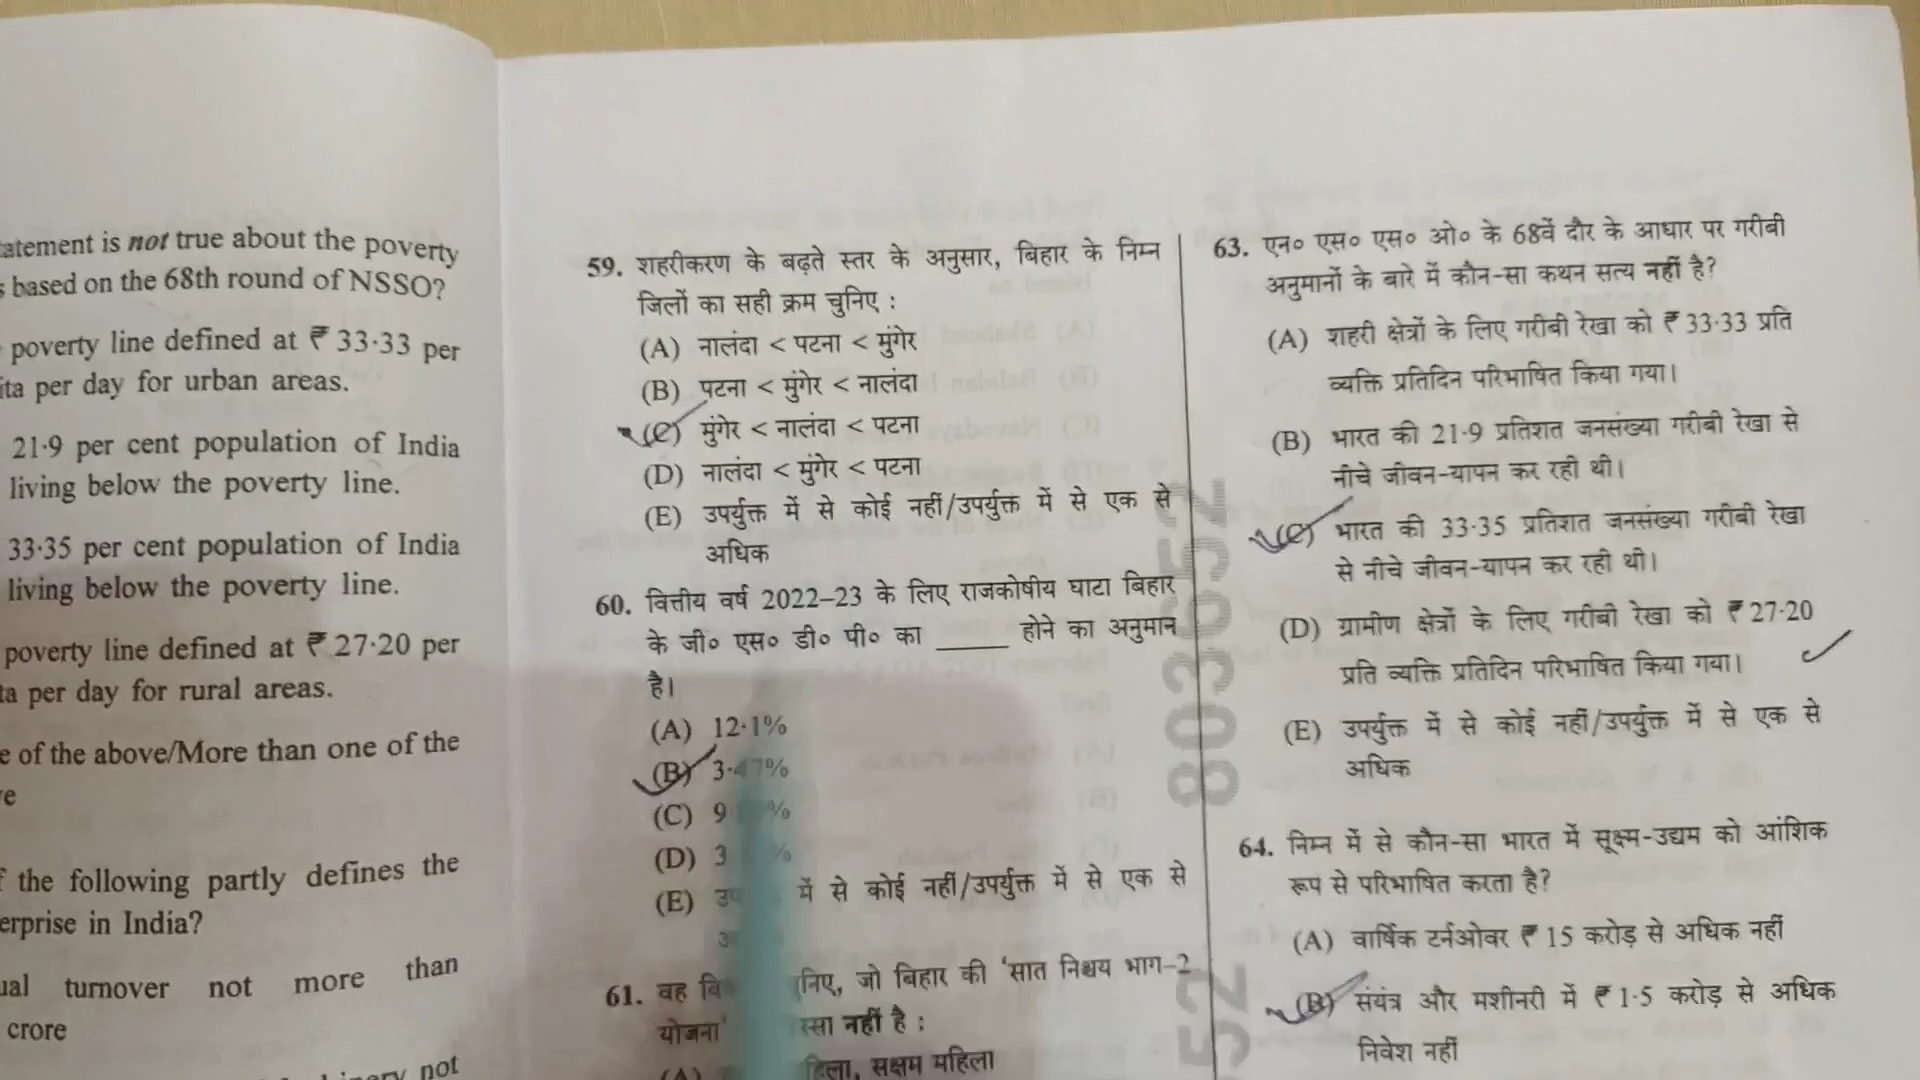 atement is not true about the poverty
based on the 68th round of NSSO?
poverty line defined at ₹ 33·33 per
ita per day for urban areas.
21·9 per cent population of India
living below the poverty line.
33·35 per cent population of India
living below the poverty line.
poverty line defined at ₹ 27·20 per
ta per day for rural areas.
e of the above/More than one of the
e
f the following partly defines the
erprise in India?
ual turnover not more than
crore
not
59. शहरीकरण के बढ़ते स्तर के अनुसार, बिहार के निम्न
जिलों का सही क्रम चुनिए :
(A) नालंदा < पटना < मुंगेर
(B) पटना < मुंगेर < नालंदा
(C) मुंगेर < नालंदा < पटना
(D) नालंदा < मुंगेर < पटना
(E) उपर्युक्त में से कोई नहीं/उपर्युक्त में से एक से
अधिक
60. वित्तीय वर्ष 2022–23 के लिए राजकोषीय घाटा बिहार
के जी० एस० डी० पी० का _____ होने का अनुमान
है।
(A) 12·1%
(B) 3·47%
(C) 9 %
(D) 3 %
(E) में से कोई नहीं/उपर्युक्त में से एक से
61. वह चुनिए, जो बिहार की 'सात निश्चय भाग-2
योजना' नहीं है :
(A) सक्षम महिला
803652
52
63. एन० एस० एस० ओ० के 68वें दौर के आधार पर गरीबी
अनुमानों के बारे में कौन-सा कथन सत्य नहीं है?
(A) शहरी क्षेत्रों के लिए गरीबी रेखा को ₹ 33·33 प्रति
व्यक्ति प्रतिदिन परिभाषित किया गया।
(B) भारत की 21·9 प्रतिशत जनसंख्या गरीबी रेखा से
नीचे जीवन-यापन कर रही थी।
(C) भारत की 33·35 प्रतिशत जनसंख्या गरीबी रेखा
से नीचे जीवन-यापन कर रही थी।
(D) ग्रामीण क्षेत्रों के लिए गरीबी रेखा को ₹ 27·20
प्रति व्यक्ति प्रतिदिन परिभाषित किया गया।
(E) उपर्युक्त में से कोई नहीं/उपर्युक्त में से एक से
अधिक
64. निम्न में से कौन-सा भारत में सूक्ष्म-उद्यम को आंशिक
रूप से परिभाषित करता है?
(A) वार्षिक टर्नओवर ₹ 15 करोड़ से अधिक नहीं
(B) संयंत्र और मशीनरी में ₹ 1·5 करोड़ से अधिक
निवेश नहीं